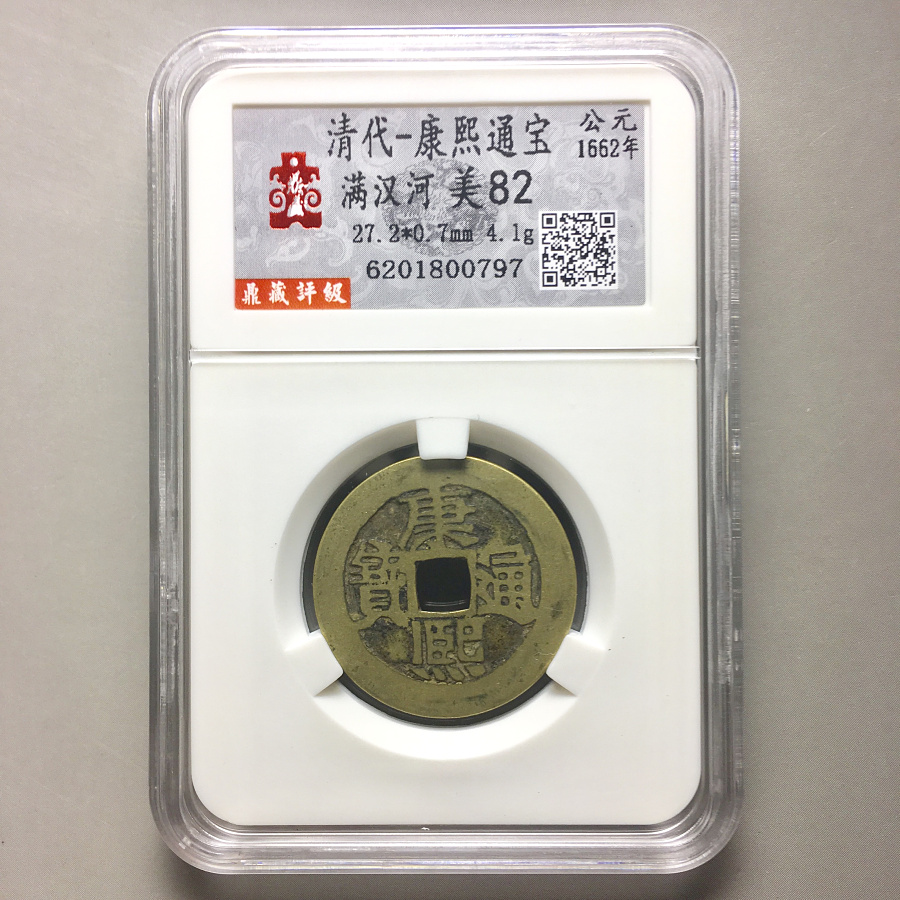 清代-康熙通宝
公元
1662年
满汉河 美82
27.2*0.7mm 4.1g
6201800797
鼎藏評級
康熙通寶